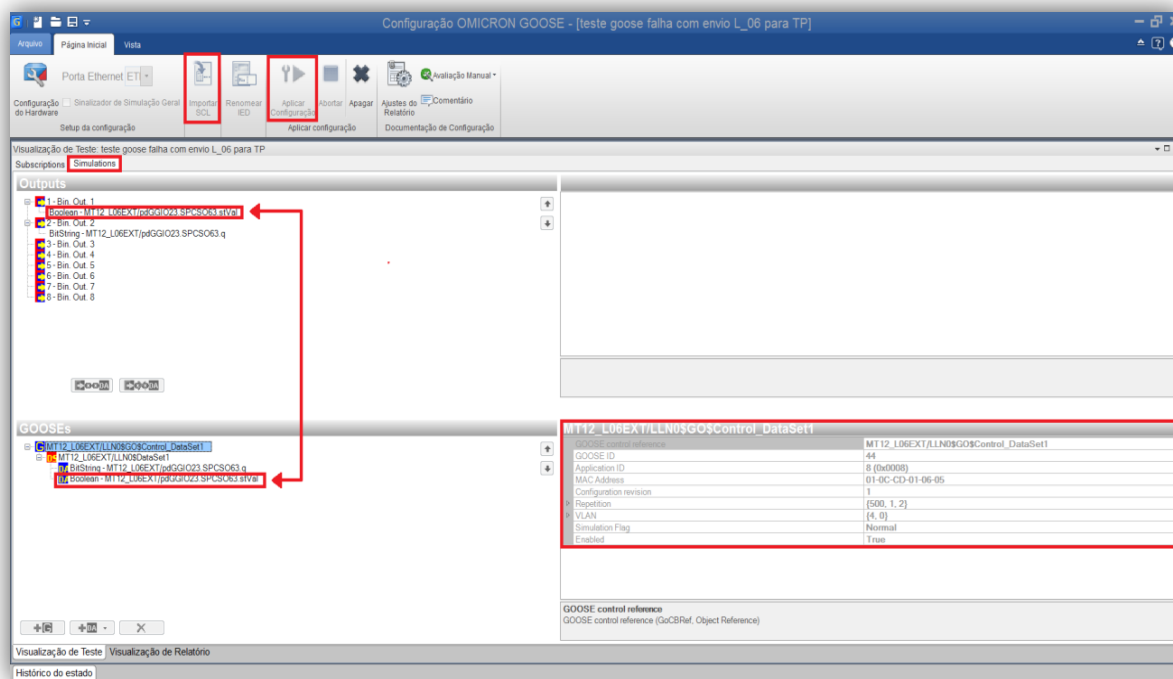 Configuração OMICRON GOOSE - [teste goose falha com envio L_06 para TP]
Arquivo Página Inicial Vista
Porta Ethernet ET
Avaliação Manual
Configuração do Hardware
Sinalizador de Simulação Geral
Importar SCL
Renomear IED
Aplicar Configuração
Abortar
Apagar
Ajustes do Relatório
Comentário
Setup da configuração
Aplicar configuração
Documentação de Configuração
Visualização de Teste: teste goose falha com envio L_06 para TP
Subscriptions Simulations
Outputs
1 - Bin. Out. 1
Boolean - MT12_L06EXT/pdGGIO23.SPCSO63.stVal
2 - Bin. Out. 2
BitString - MT12_L06EXT/pdGGIO23.SPCSO63.q
3 - Bin. Out. 3
4 - Bin. Out. 4
5 - Bin. Out. 5
6 - Bin. Out. 6
7 - Bin. Out. 7
8 - Bin. Out. 8
GOOSEs
MT12_L06EXT/LLN0$GO$Control_DataSet1
MT12_L06EXT/LLN0$DataSet1
BitString - MT12_L06EXT/pdGGIO23.SPCSO63.q
Boolean - MT12_L06EXT/pdGGIO23.SPCSO63.stVal
MT12_L06EXT/LLN0$GO$Control_DataSet1
GOOSE control reference MT12_L06EXT/LLN0$GO$Control_DataSet1
GOOSE ID 44
Application ID 8 (0x0008)
MAC Address 01-0C-CD-01-06-05
Configuration revision 1
Repetition {500, 1, 2}
VLAN {4, 0}
Simulation Flag Normal
Enabled True
GOOSE control reference
GOOSE control reference (GoCBRef, Object Reference)
Visualização de Teste Visualização de Relatório
Histórico do estado